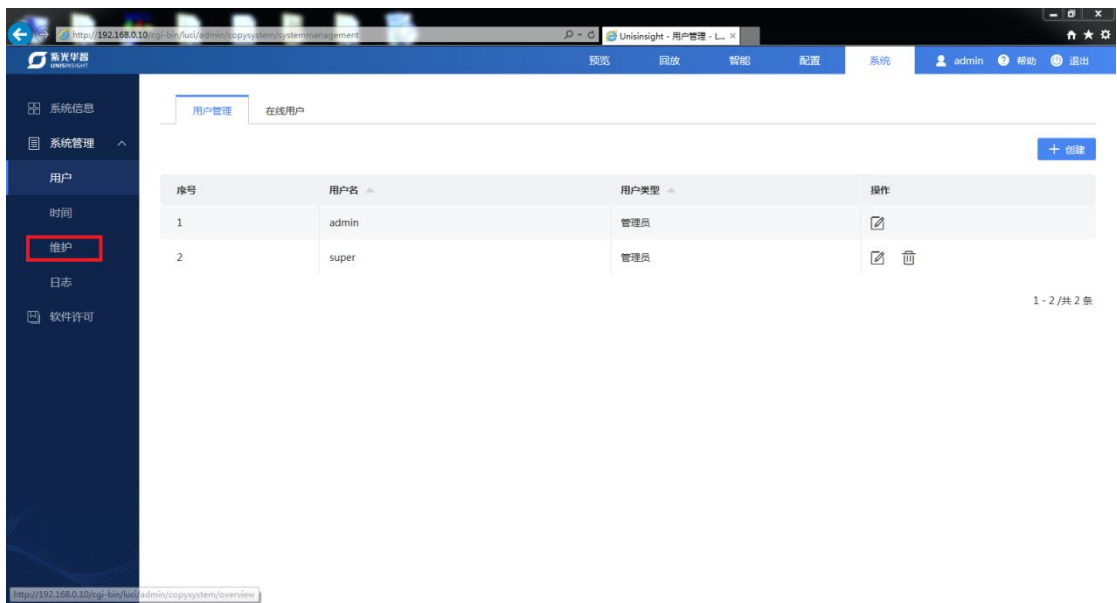 http://192.168.0.10/cgi-bin/luci/admin/copysystem/systemmanagement
Unisinsight - 用户管理 - L...
紫光华智
UNISINSIGHT
预览 回放 智能 配置 系统 admin 帮助 退出
系统信息
系统管理
用户
时间
维护
日志
软件许可
用户管理 在线用户
创建
序号 用户名 用户类型 操作
1 admin 管理员
2 super 管理员
1 - 2 /共 2 条
http://192.168.0.10/cgi-bin/luci/admin/copysystem/overview